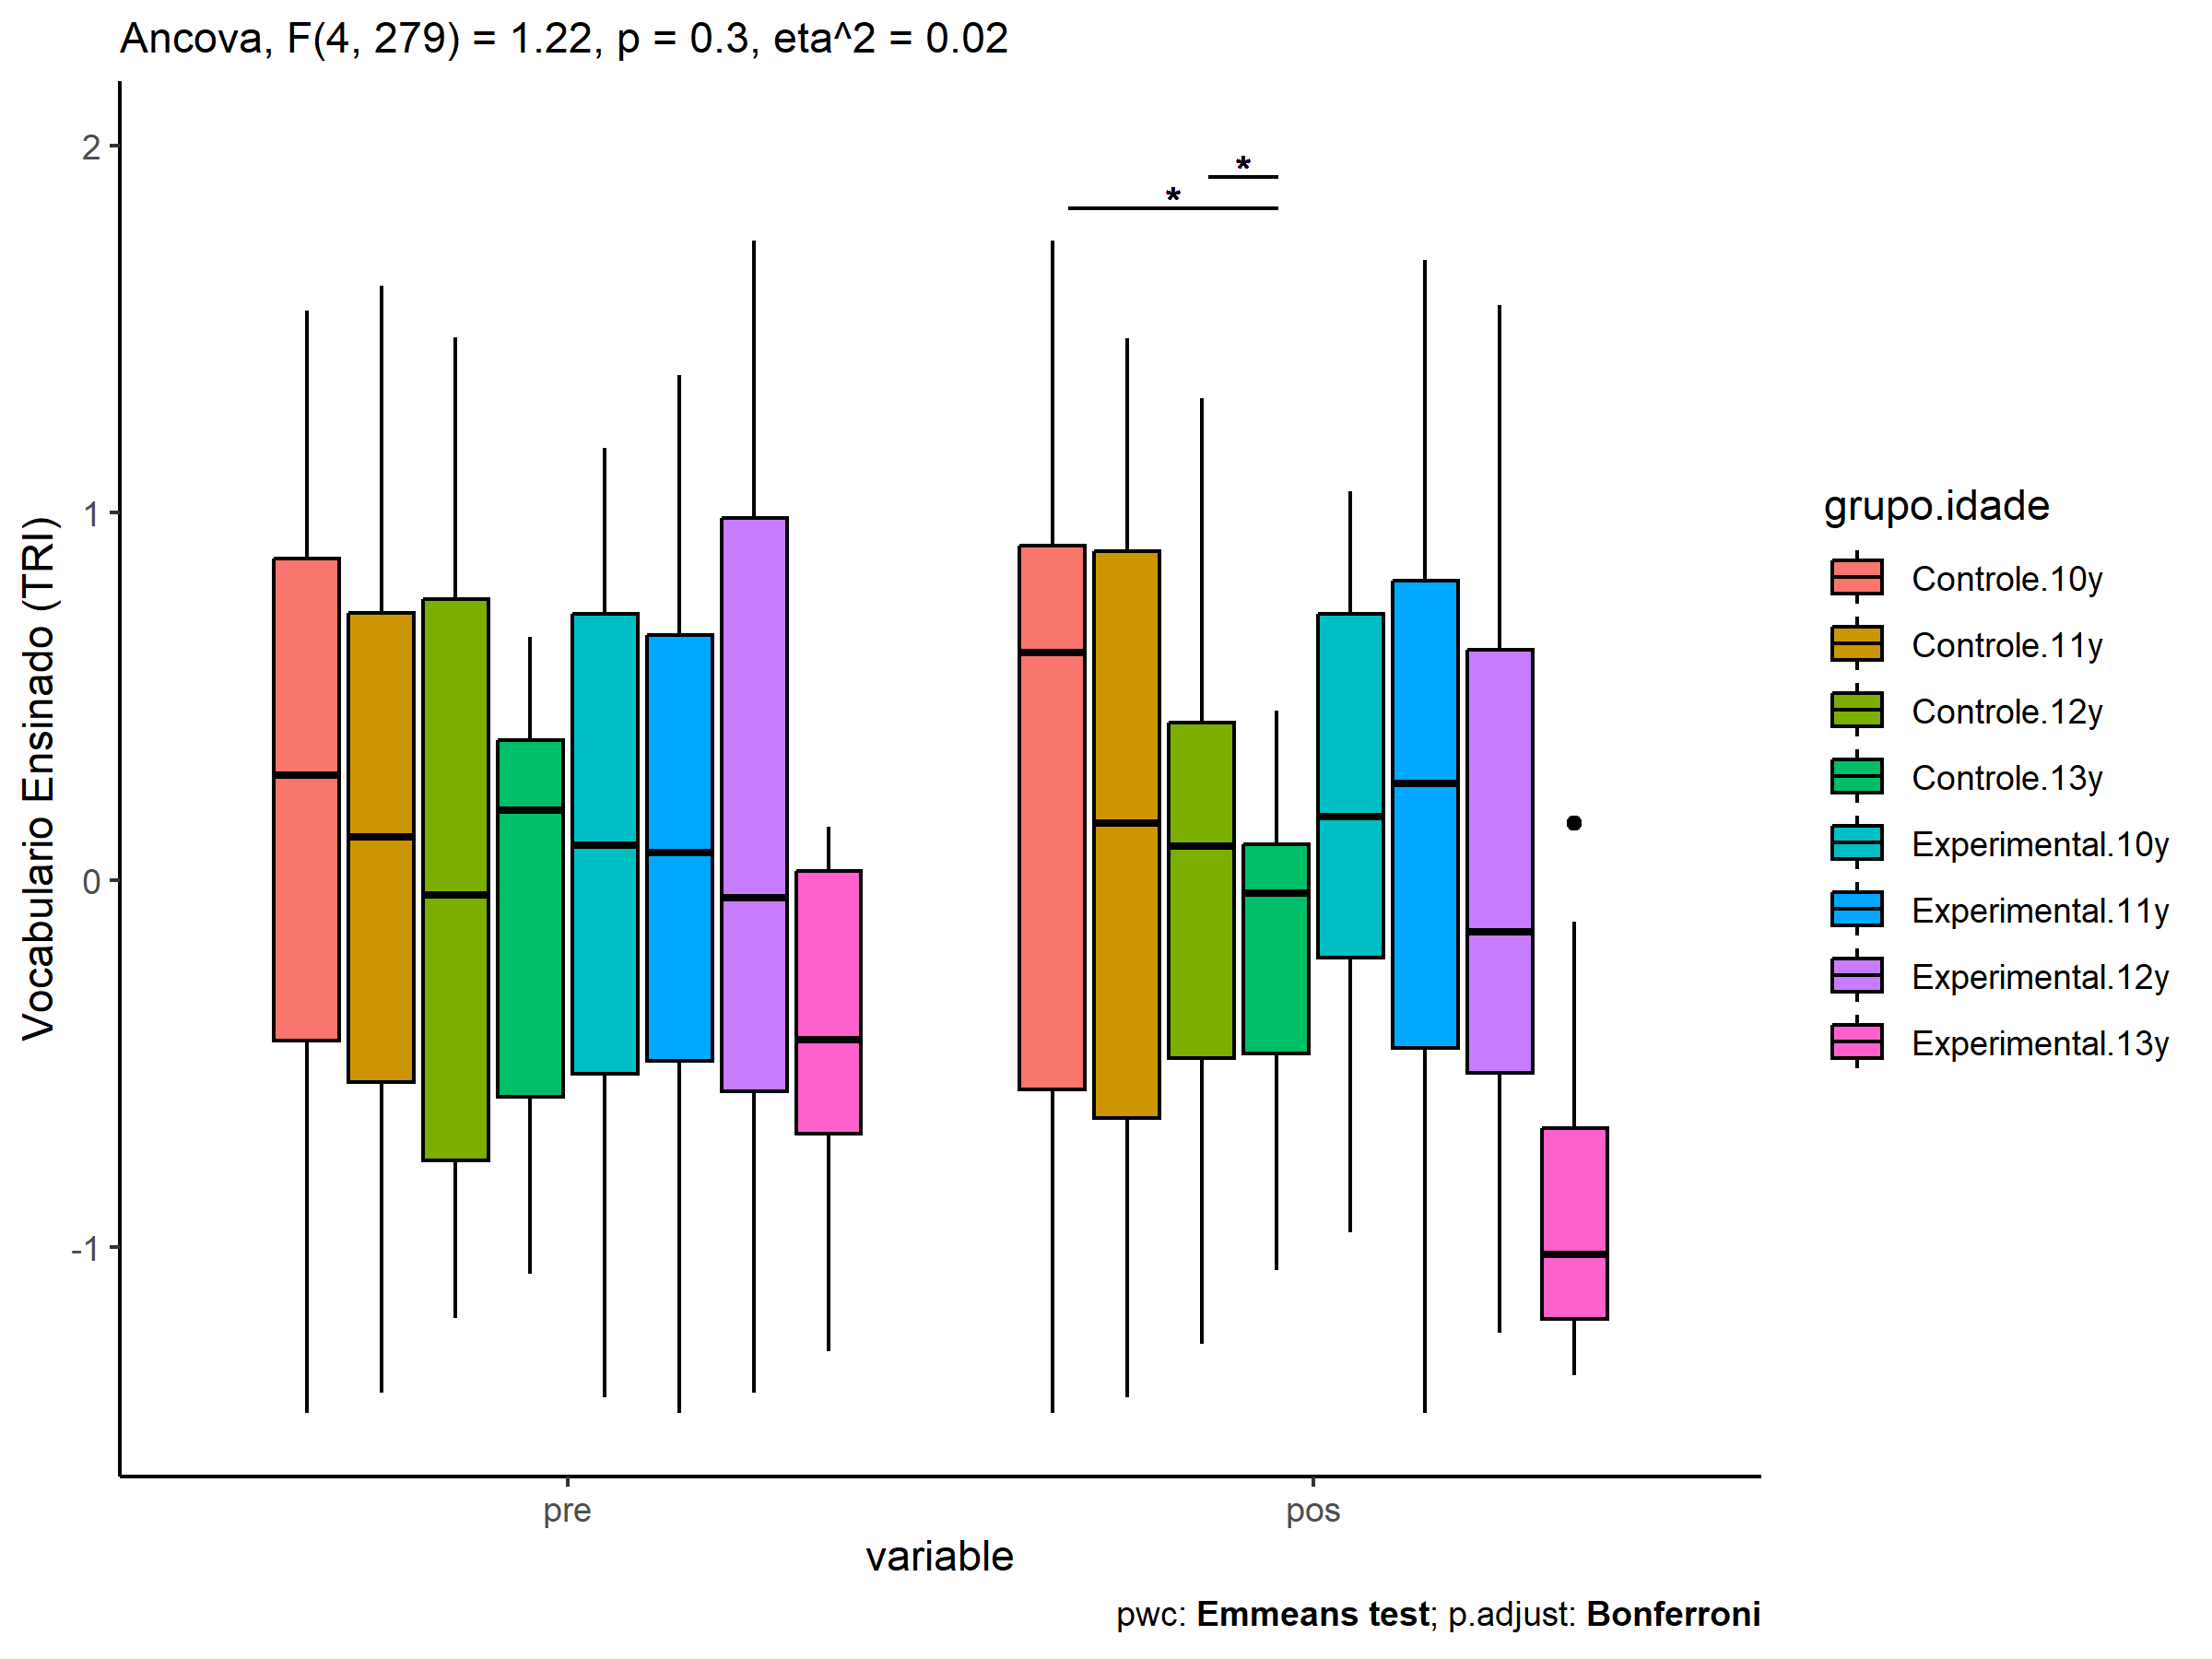 Ancova, F(4, 279) = 1.22, p = 0.3, eta^2 = 0.02
2
1
0
-1
Vocabulario Ensinado (TRI)
*
*
pre
pos
variable
grupo.idade
Controle.10y
Controle.11y
Controle.12y
Controle.13y
Experimental.10y
Experimental.11y
Experimental.12y
Experimental.13y
pwc: Emmeans test; p.adjust: Bonferroni